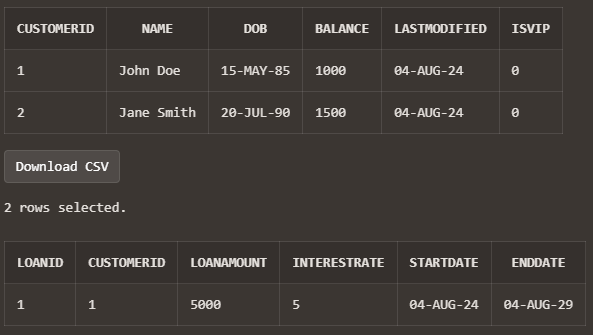 CUSTOMERID NAME DOB BALANCE LASTMODIFIED ISVIP
1 John Doe 15-MAY-85 1000 04-AUG-24 0
2 Jane Smith 20-JUL-90 1500 04-AUG-24 0
Download CSV
2 rows selected.
LOANID CUSTOMERID LOANAMOUNT INTERESTRATE STARTDATE ENDDATE
1 1 5000 5 04-AUG-24 04-AUG-29